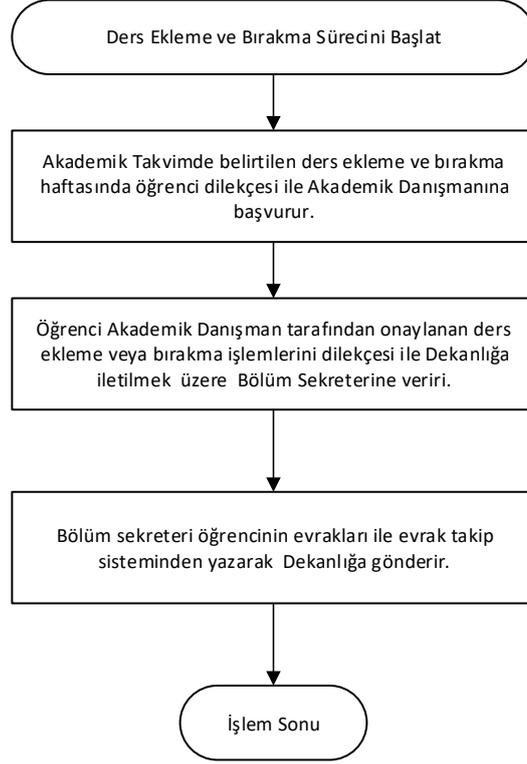 Ders Ekleme ve Bırakma Sürecini Başlat
Akademik Takvimde belirtilen ders ekleme ve bırakma
haftasında öğrenci dilekçesi ile Akademik Danışmanına
başvurur.
Öğrenci Akademik Danışman tarafından onaylanan ders
ekleme veya bırakma işlemlerini dilekçesi ile Dekanlığa
iletilmek üzere Bölüm Sekreterine veriri.
Bölüm sekreteri öğrencinin evrakları ile evrak takip
sisteminden yazarak Dekanlığa gönderir.
İşlem Sonu